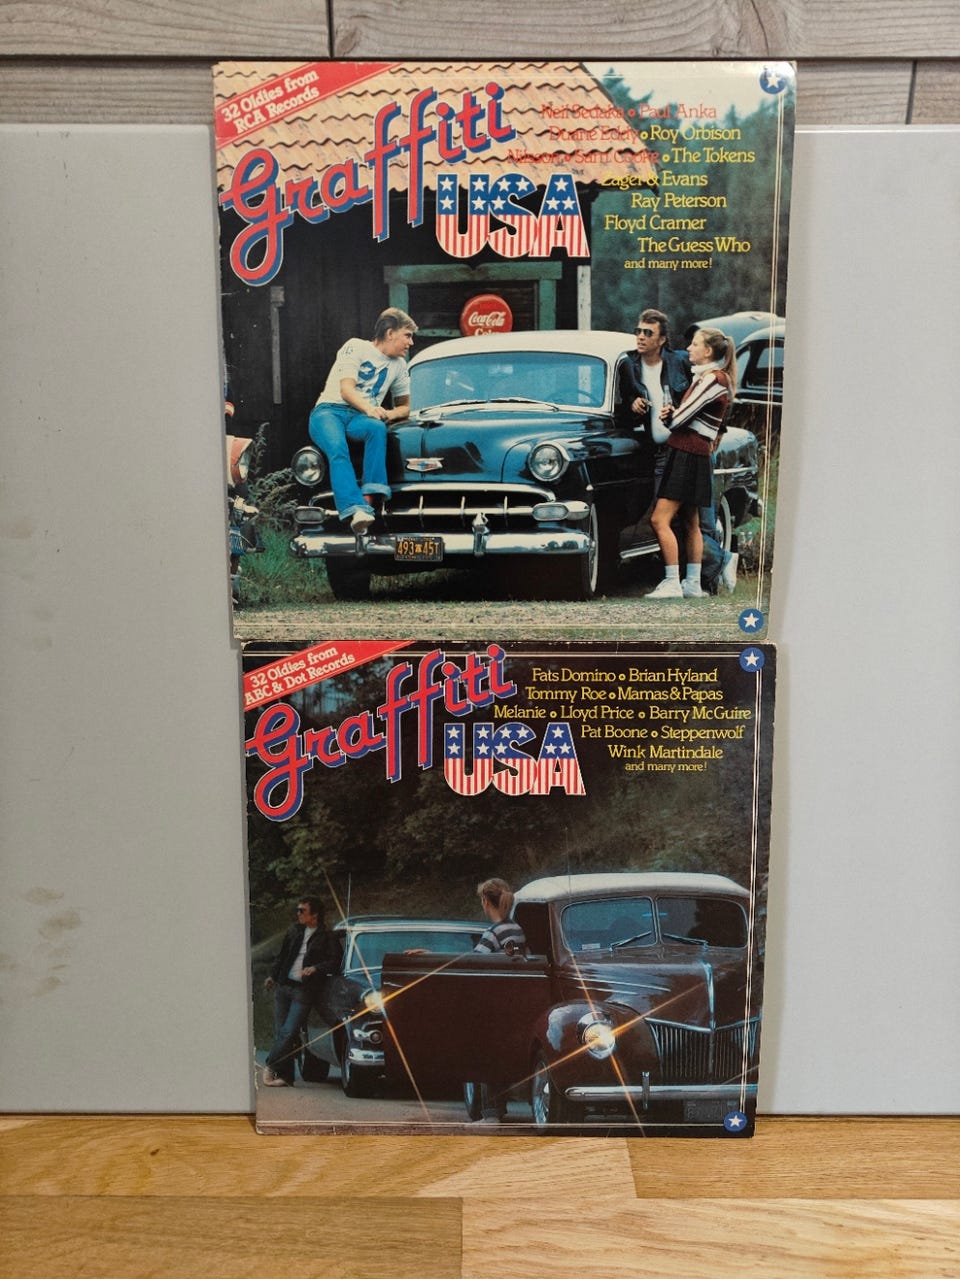 32 Oldies from
RCA Records
Graffiti
USA
Neil Sedaka • Paul Anka
Duane Eddy • Roy Orbison
Nilsson • Sam Cooke • The Tokens
Zager & Evans
Ray Peterson
Floyd Cramer
The Guess Who
and many more!
Coca-Cola
21
493 45T
32 Oldies from
ABC & Dot Records
Graffiti
USA
Fats Domino • Brian Hyland
Tommy Roe • Mamas & Papas
Melanie • Lloyd Price • Barry McGuire
Pat Boone • Steppenwolf
Wink Martindale
and many more!